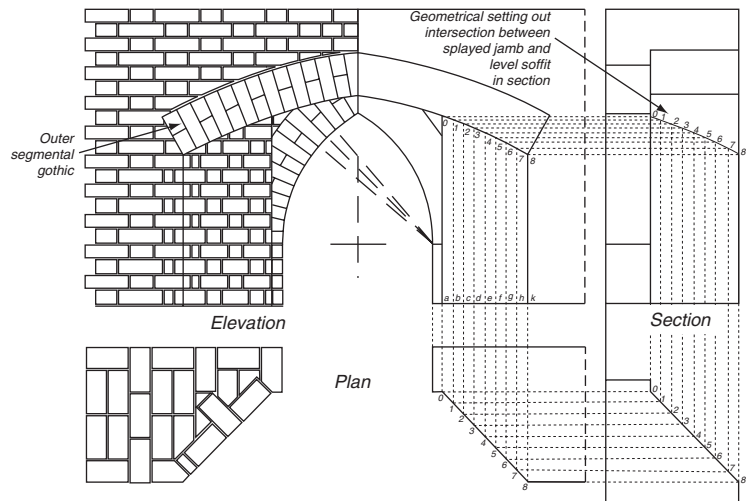 Geometrical setting out
intersection between
splayed jamb and
level soffit
in section
Outer
segmental
gothic
0 1 2 3 4 5 6 7 8
0 1 2 3 4 5 6 7 8
a b c d e f g h k
Elevation
Section
Plan
0 1 2 3 4 5 6 7 8
0 1 2 3 4 5 6 7 8